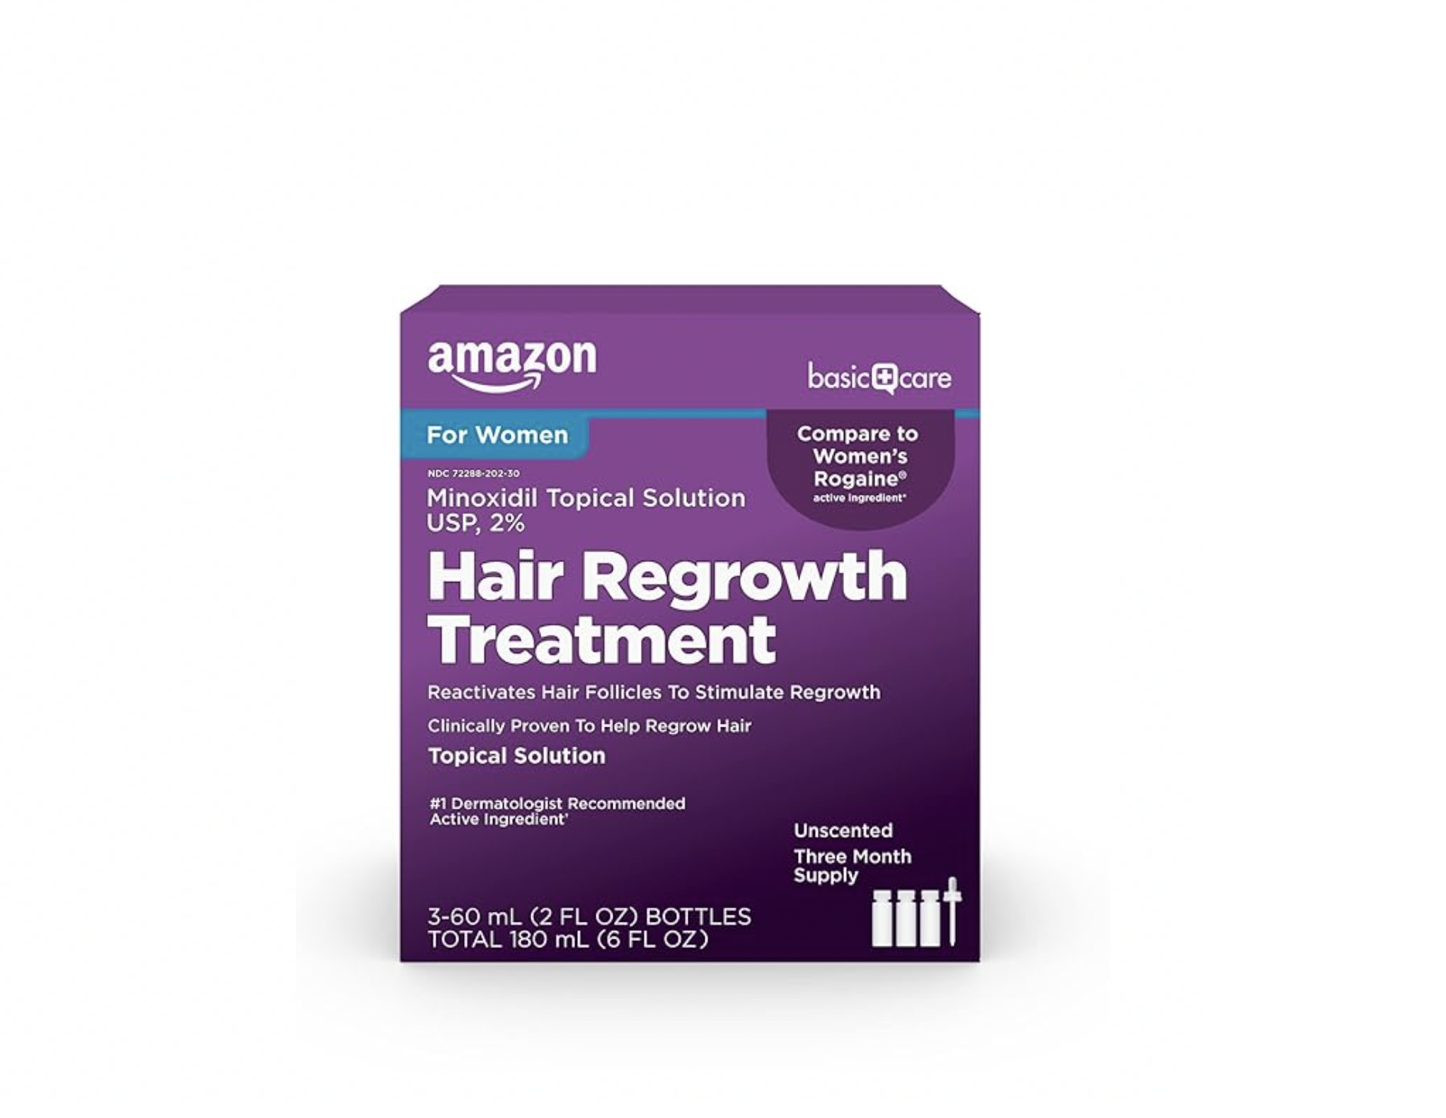 amazon
basic care
For Women
Compare to
Women's
Rogaine®
active ingredient*
NDC 72288-202-30
Minoxidil Topical Solution
USP, 2%
Hair Regrowth
Treatment
Reactivates Hair Follicles To Stimulate Regrowth
Clinically Proven To Help Regrow Hair
Topical Solution
#1 Dermatologist Recommended
Active Ingredient†
Unscented
Three Month
Supply
3-60 mL (2 FL OZ) BOTTLES
TOTAL 180 mL (6 FL OZ)